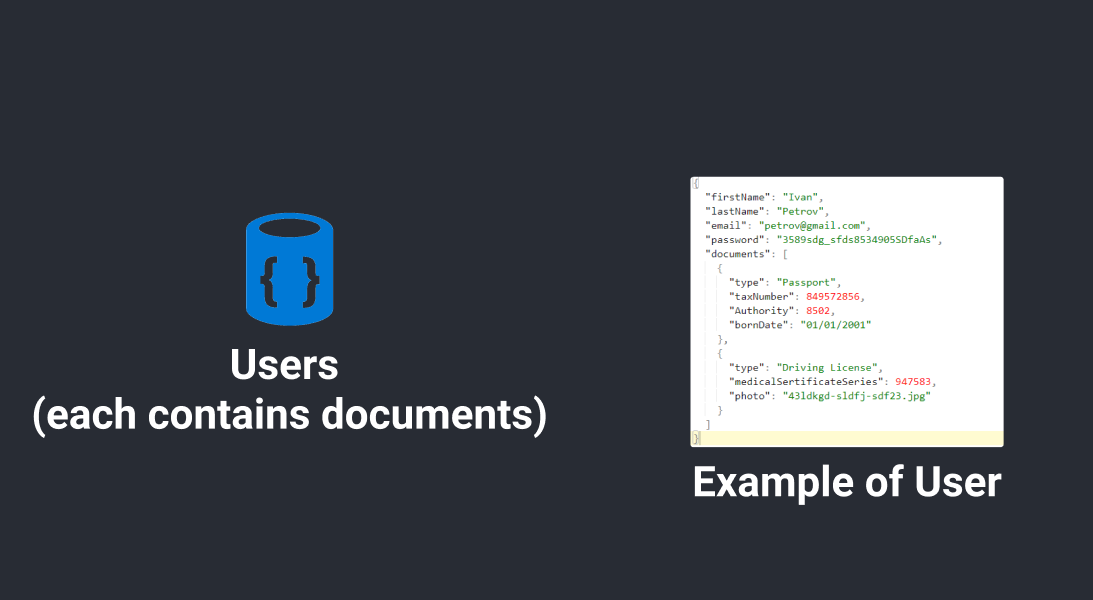 { }
Users
(each contains documents)
{
"firstName": "Ivan",
"lastName": "Petrov",
"email": "petrov@gmail.com",
"password": "3589sdg_sfds8534905SDfaAs",
"documents": [
{
"type": "Passport",
"taxNumber": 849572856,
"Authority": 8502,
"bornDate": "01/01/2001"
},
{
"type": "Driving License",
"medicalSertificateSeries": 947583,
"photo": "43ldkgd-sldfj-sdf23.jpg"
}
]
}
Example of User